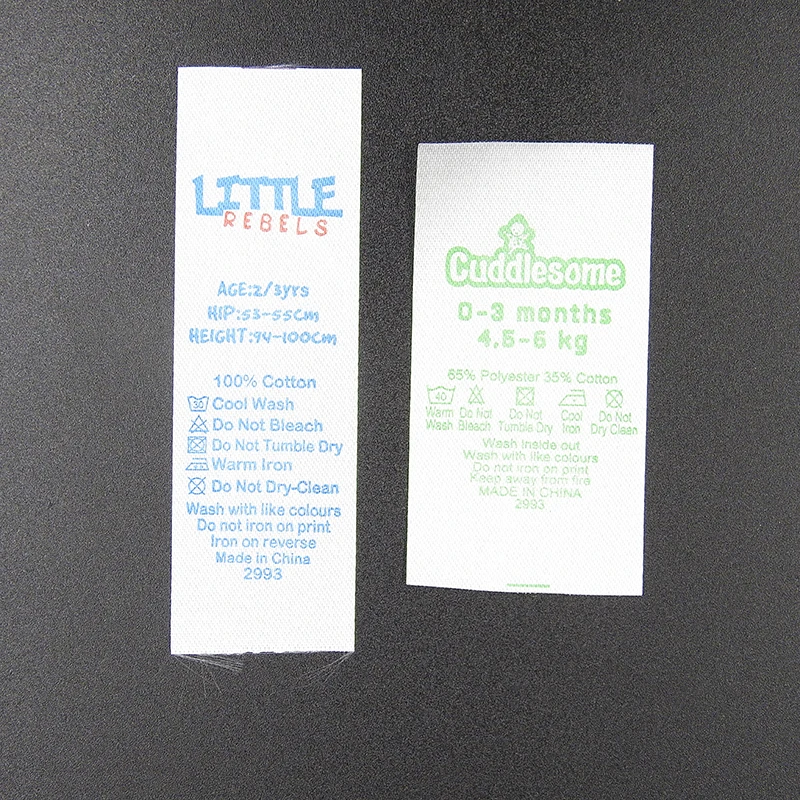 LITTLE
REBELS
AGE:2/3yrs
HIP:53-55cm
HEIGHT:94-100cm
100% Cotton
30 Cool Wash
Do Not Bleach
Do Not Tumble Dry
Warm Iron
Do Not Dry-Clean
Wash with like colours
Do not iron on print
Iron on reverse
Made in China
2993
Cuddlesome
0-3 months
4,5-6 kg
65% Polyester 35% Cotton
40
Warm Do Not Do Not Cool Do Not
Wash Bleach Tumble Dry Iron Dry Clean
Wash inside out
Wash with like colours
Do not iron on print
Keep away from fire
MADE IN CHINA
2993